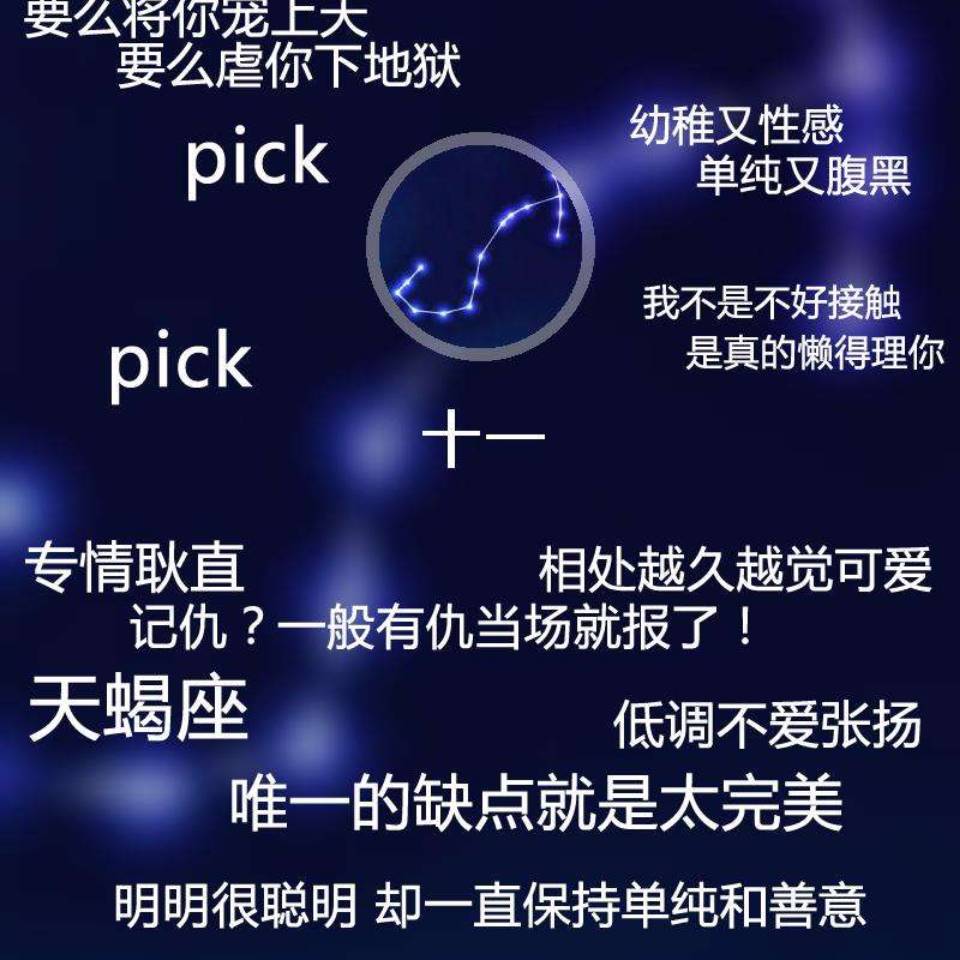 要么将你宠上天
要么虐你下地狱
pick
幼稚又性感
单纯又腹黑
我不是不好接触
是真的懒得理你
pick
十一
专情耿直
相处越久越觉可爱
记仇？一般有仇当场就报了！
天蝎座
低调不爱张扬
唯一的缺点就是太完美
明明很聪明 却一直保持单纯和善意